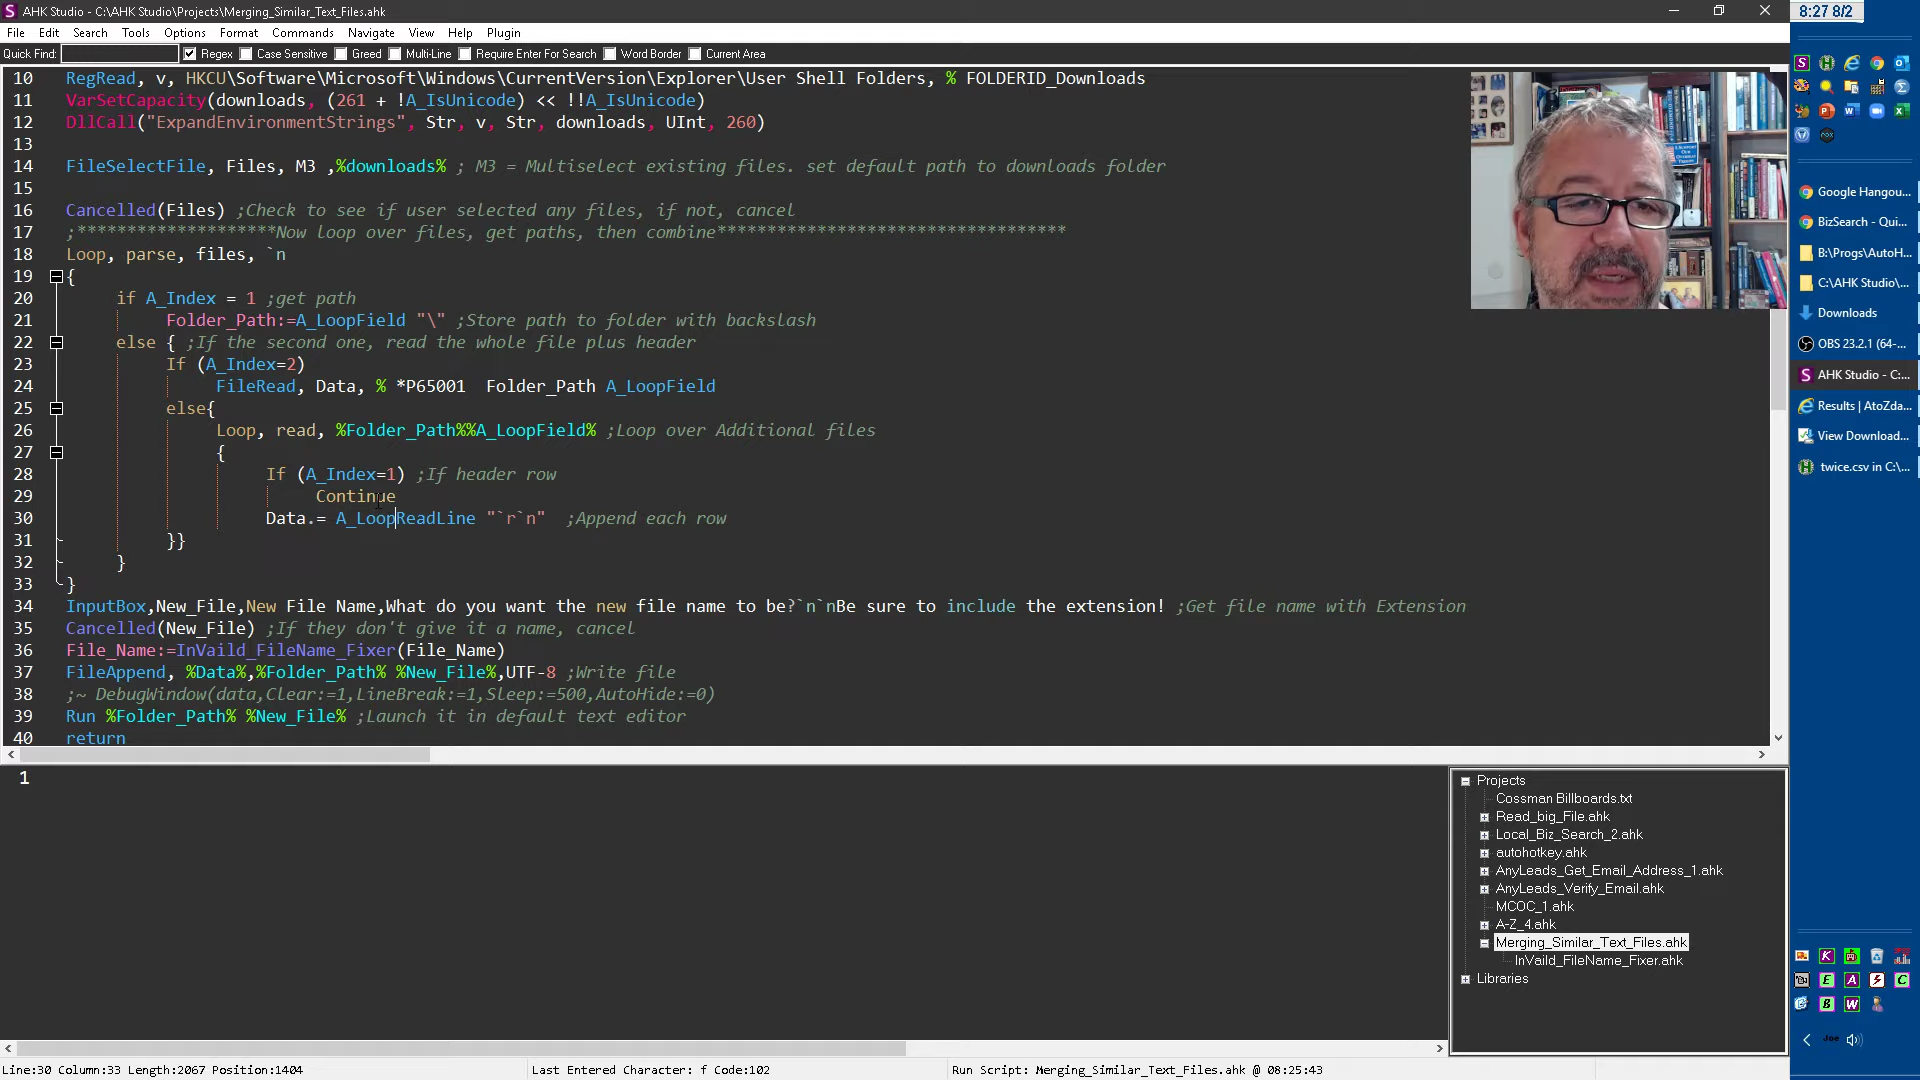 AHK Studio - C:\AHK Studio\Projects\Merging_Similar_Text_Files.ahk
8:27 8/2
File Edit Search Tools Options Format Commands Navigate View Help Plugin
Quick Find: Regex Case Sensitive Greed Multi-Line Require Enter For Search Word Border Current Area
10 RegRead, v, HKCU\Software\Microsoft\Windows\CurrentVersion\Explorer\User Shell Folders, % FOLDERID_Downloads
11 VarSetCapacity(downloads, (261 + !A_IsUnicode) << !!A_IsUnicode)
12 DllCall("ExpandEnvironmentStrings", Str, v, Str, downloads, UInt, 260)
13
14 FileSelectFile, Files, M3 ,%downloads% ; M3 = Multiselect existing files. set default path to downloads folder
15
16 Cancelled(Files) ;Check to see if user selected any files, if not, cancel
17 ;********************Now loop over files, get paths, then combine***********************************
18 Loop, parse, files, `n
19 {
20 if A_Index = 1 ;get path
21 Folder_Path:=A_LoopField "\" ;Store path to folder with backslash
22 else { ;If the second one, read the whole file plus header
23 If (A_Index=2)
24 FileRead, Data, % *P65001 Folder_Path A_LoopField
25 else{
26 Loop, read, %Folder_Path%%A_LoopField% ;Loop over Additional files
27 {
28 If (A_Index=1) ;If header row
29 Continue
30 Data.= A_LoopReadLine "`r`n" ;Append each row
31 }}
32 }
33 }
34 InputBox,New_File,New File Name,What do you want the new file name to be?`n`nBe sure to include the extension! ;Get file name with Extension
35 Cancelled(New_File) ;If they don't give it a name, cancel
36 File_Name:=InVaild_FileName_Fixer(File_Name)
37 FileAppend, %Data%,%Folder_Path% %New_File%,UTF-8 ;Write file
38 ;~ DebugWindow(data,Clear:=1,LineBreak:=1,Sleep:=500,AutoHide:=0)
39 Run %Folder_Path% %New_File% ;Launch it in default text editor
40 return
1
Projects
Cossman Billboards.txt
Read_big_File.ahk
Local_Biz_Search_2.ahk
autohotkey.ahk
AnyLeads_Get_Email_Address_1.ahk
AnyLeads_Verify_Email.ahk
MCOC_1.ahk
A-Z_4.ahk
Merging_Similar_Text_Files.ahk
InVaild_FileName_Fixer.ahk
Libraries
Google Hangou...
BizSearch - Qui...
B:\Progs\AutoH...
C:\AHK Studio\...
Downloads
OBS 23.2.1 (64-...
AHK Studio - C:...
Results | AtoZda...
View Download...
twice.csv in C:\...
Joe
Line:30 Column:33 Length:2067 Position:1404
Last Entered Character: f Code:102
Run Script: Merging_Similar_Text_Files.ahk @ 08:25:43